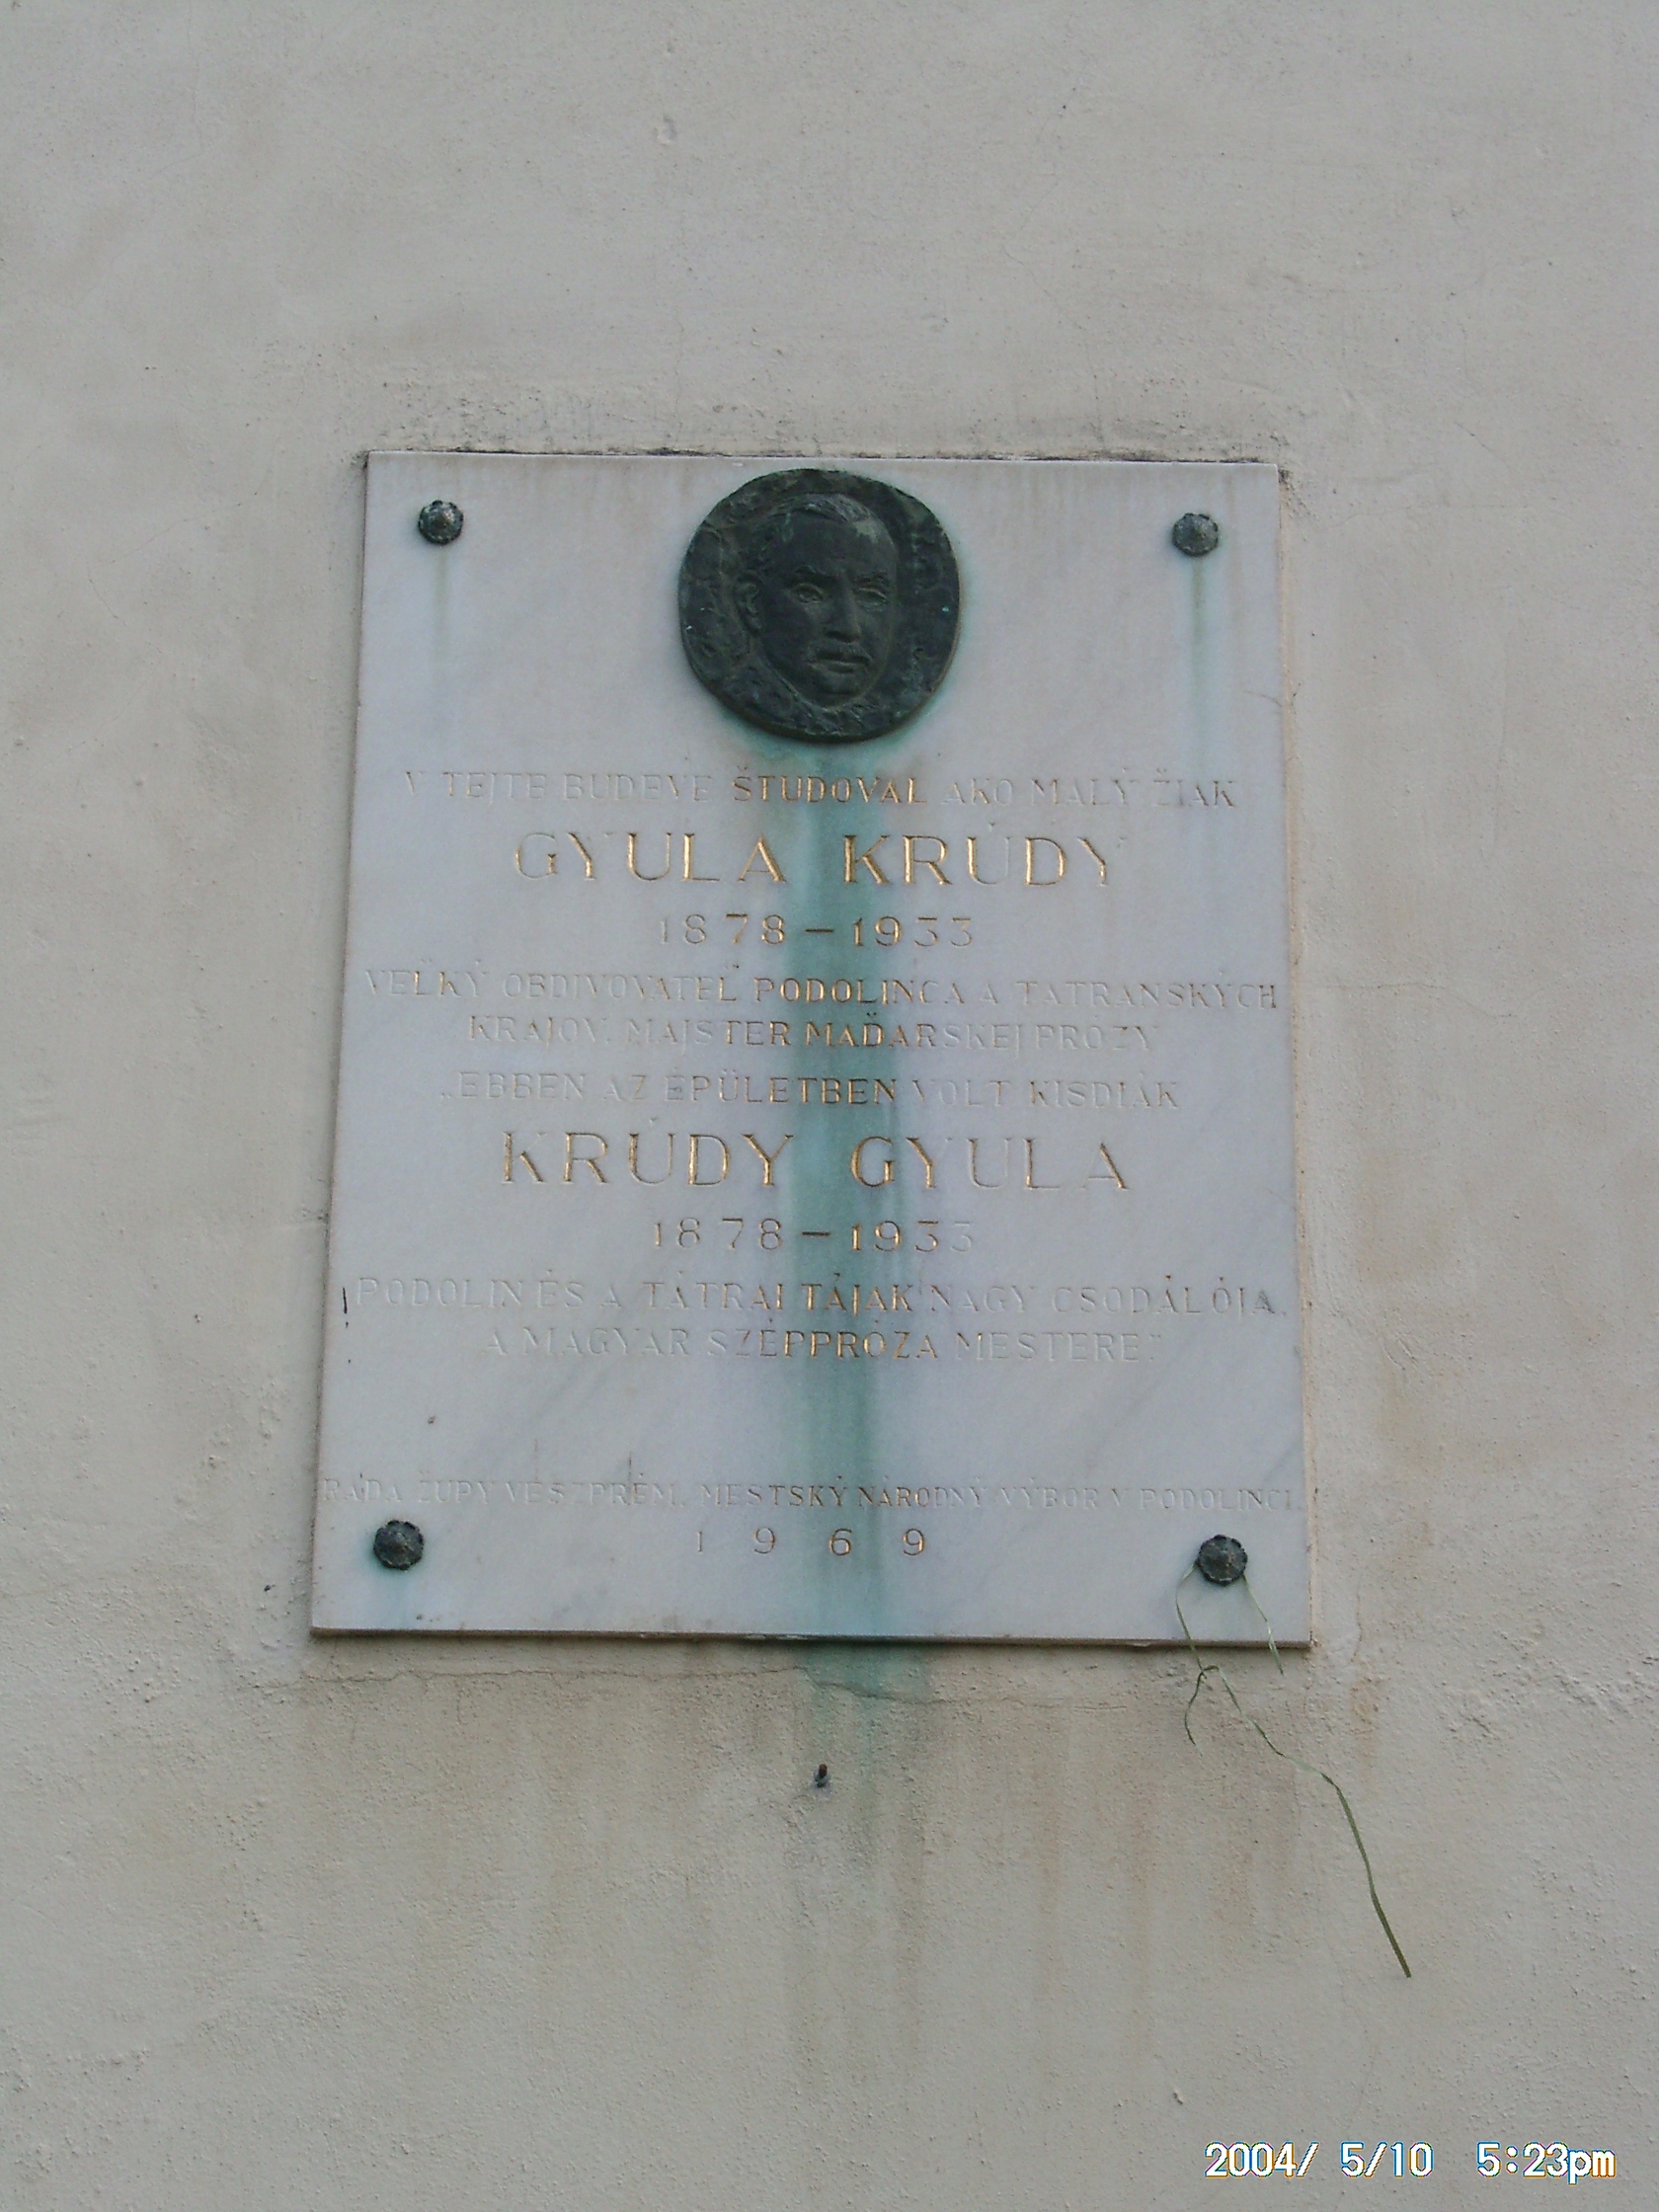 V TEJTE BUDEVE ŠTUDOVAL AKO MALÝ ŽIAK
GYULA KRÚDY
1878 – 1933
VEĽKÝ OBDIVOVATEĽ PODOLINCA A TATRANSKÝCH
KRAJOV, MAJSTER MAĎARSKEJ PRÓZY
„EBBEN AZ ÉPÜLETBEN VOLT KISDIÁK
KRÚDY GYULA
1878 – 1933
PODOLIN ÉS A TÁTRAI TÁJAK NAGY CSODÁLÓJA,
A MAGYAR SZÉPPRÓZA MESTERE"
RADA ŽUPY VESZPRÉM, MESTSKÝ NÁRODNÝ VÝBOR V PODOLINCI.
1969
2004/ 5/10 5:23pm